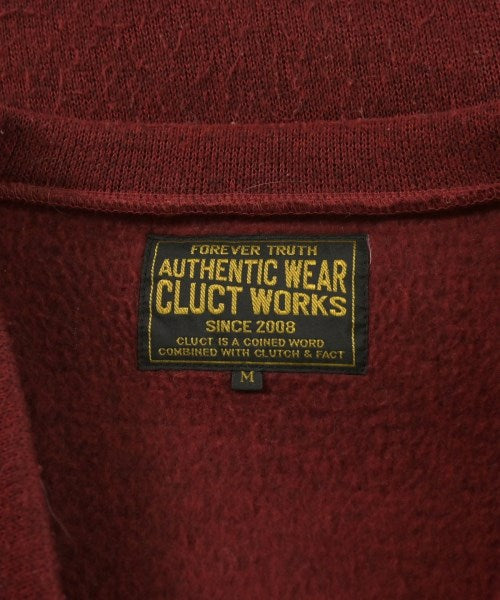 FOREVER TRUTH
AUTHENTIC WEAR
CLUCT WORKS
SINCE 2008
CLUCT IS A COINED WORD
COMBINED WITH CLUTCH & FACT
M